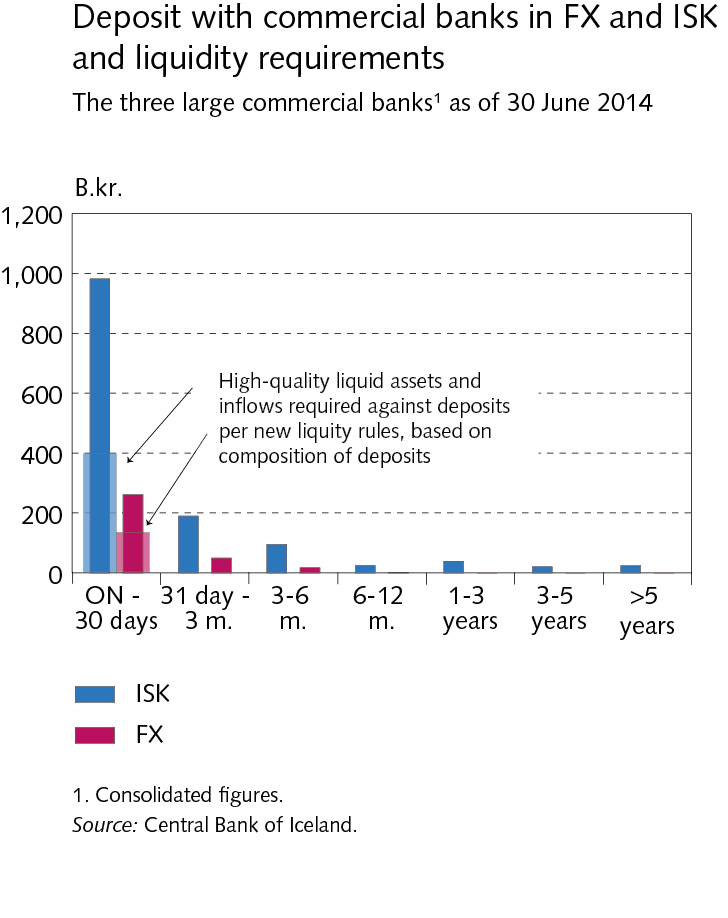 Deposit with commercial banks in FX and ISK
and liquidity requirements
The three large commercial banks¹ as of 30 June 2014
B.kr.
1,200
1,000
800
600
400
200
0
High-quality liquid assets and
inflows required against deposits
per new liquity rules, based on
composition of deposits
ON - 31 day - 3-6 6-12 1-3 3-5 >5
30 days 3 m. m. m. years years years
ISK
FX
1. Consolidated figures.
Source: Central Bank of Iceland.